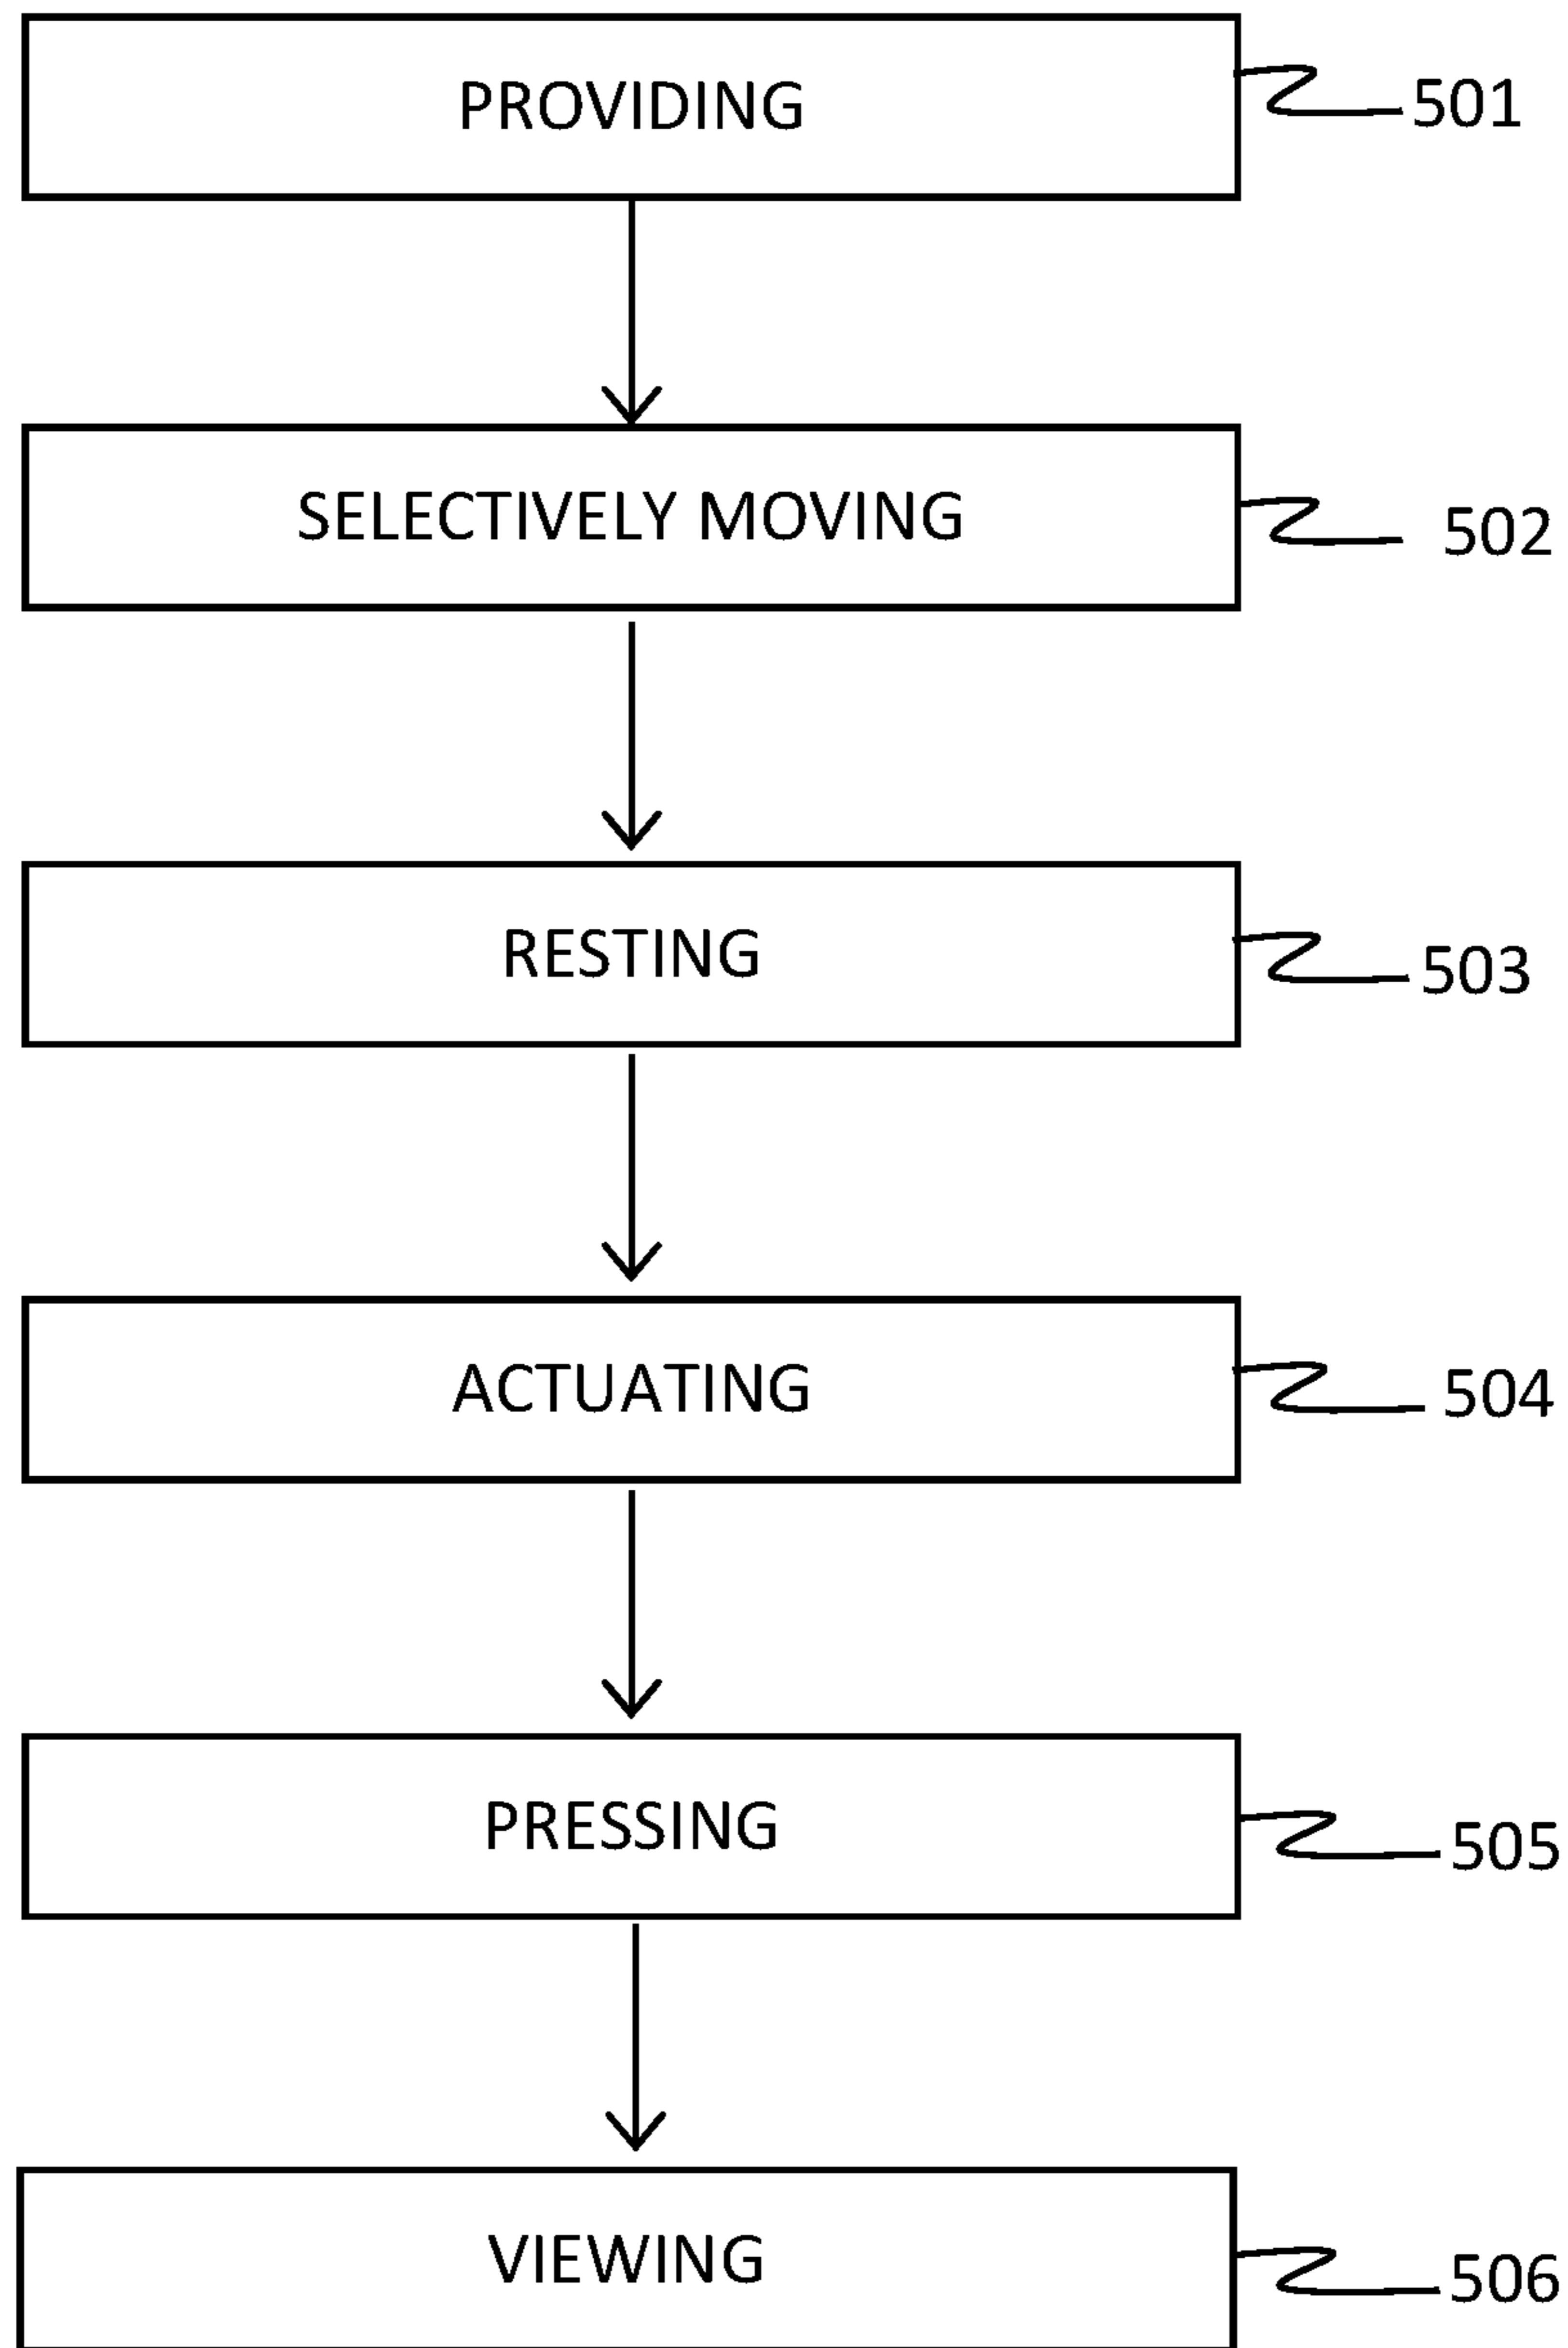 PROVIDING 501
SELECTIVELY MOVING 502
RESTING 503
ACTUATING 504
PRESSING 505
VIEWING 506